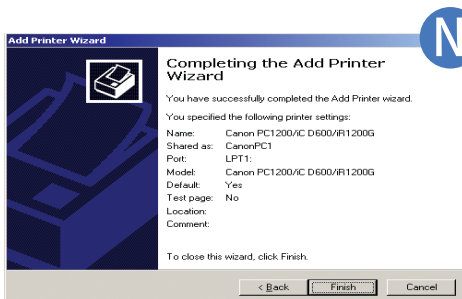 N
Add Printer Wizard
Completing the Add Printer
Wizard
You have successfully completed the Add Printer wizard.
You specified the following printer settings:
Name: Canon PC1200/iC D600/iR1200G
Shared as: CanonPC1
Port: LPT1:
Model: Canon PC1200/iC D600/iR1200G
Default: Yes
Test page: No
Location:
Comment:
To close this wizard, click Finish.
< Back Finish Cancel